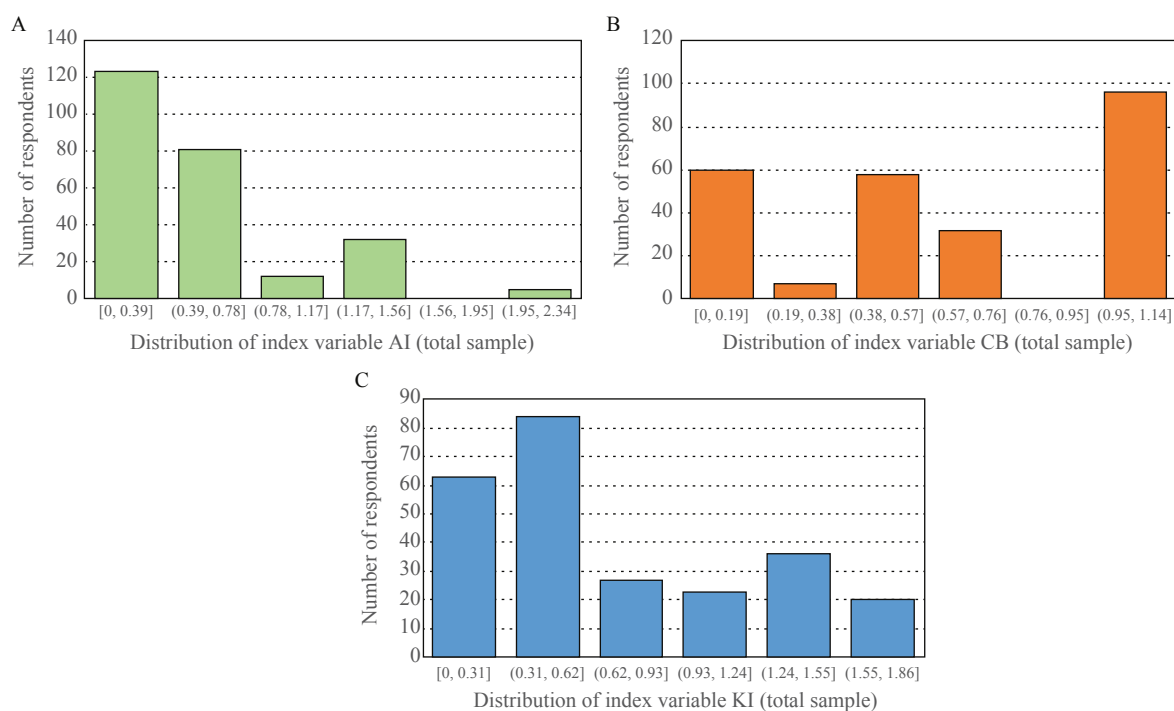 A
Number of respondents
140
120
100
80
60
40
20
0
[0, 0.39] (0.39, 0.78] (0.78, 1.17] (1.17, 1.56] (1.56, 1.95] (1.95, 2.34]
Distribution of index variable AI (total sample)
B
Number of respondents
120
100
80
60
40
20
0
[0, 0.19] (0.19, 0.38] (0.38, 0.57] (0.57, 0.76] (0.76, 0.95] (0.95, 1.14]
Distribution of index variable CB (total sample)
C
Number of respondents
90
80
70
60
50
40
30
20
10
0
[0, 0.31] (0.31, 0.62] (0.62, 0.93] (0.93, 1.24] (1.24, 1.55] (1.55, 1.86]
Distribution of index variable KI (total sample)